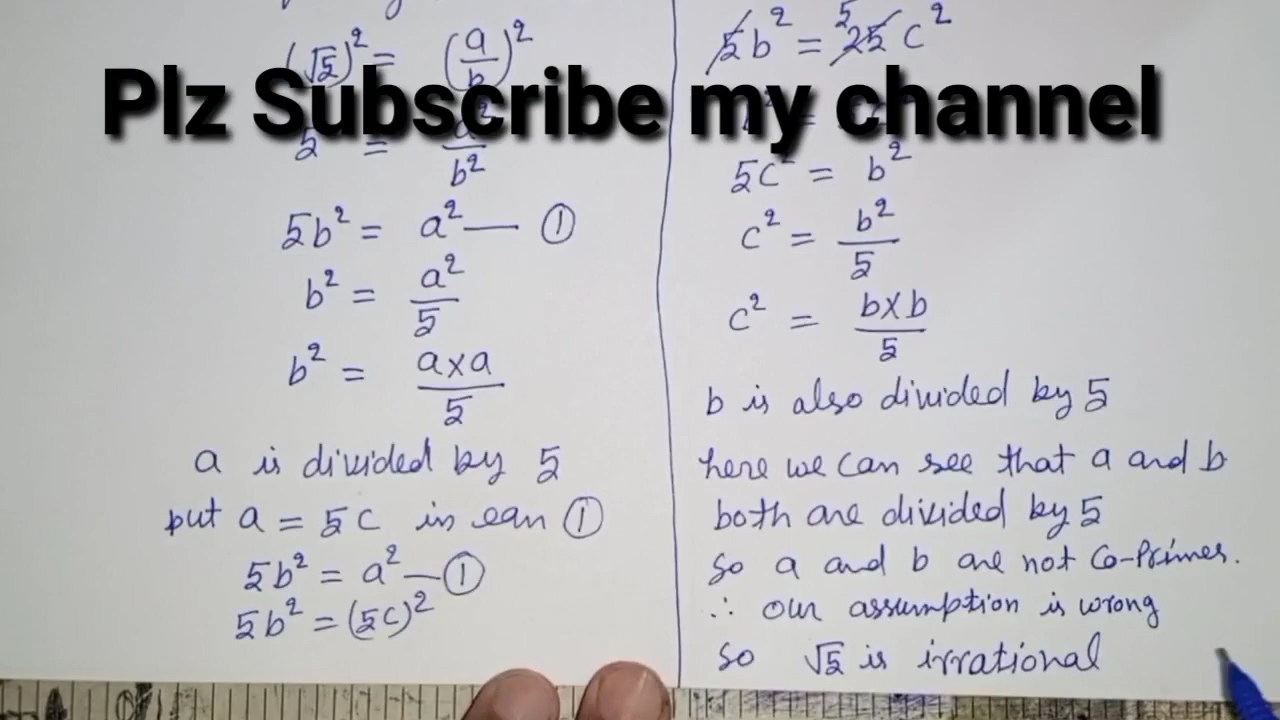 (√5)² = (a/b)²
5 = a²/b²
5b² = a² — ①
b² = a²/5
b² = a×a/5
a is divided by 5
put a = 5c in eqn ①
5b² = a² — ①
5b² = (5c)²
5b² = 5 25 c²
5c² = b²
c² = b²/5
c² = b×b/5
b is also divided by 5
here we can see that a and b
both are divided by 5
so a and b are not Co-Primes.
∴ our assumption is wrong
so √5 is irrational
Plz Subscribe my channel